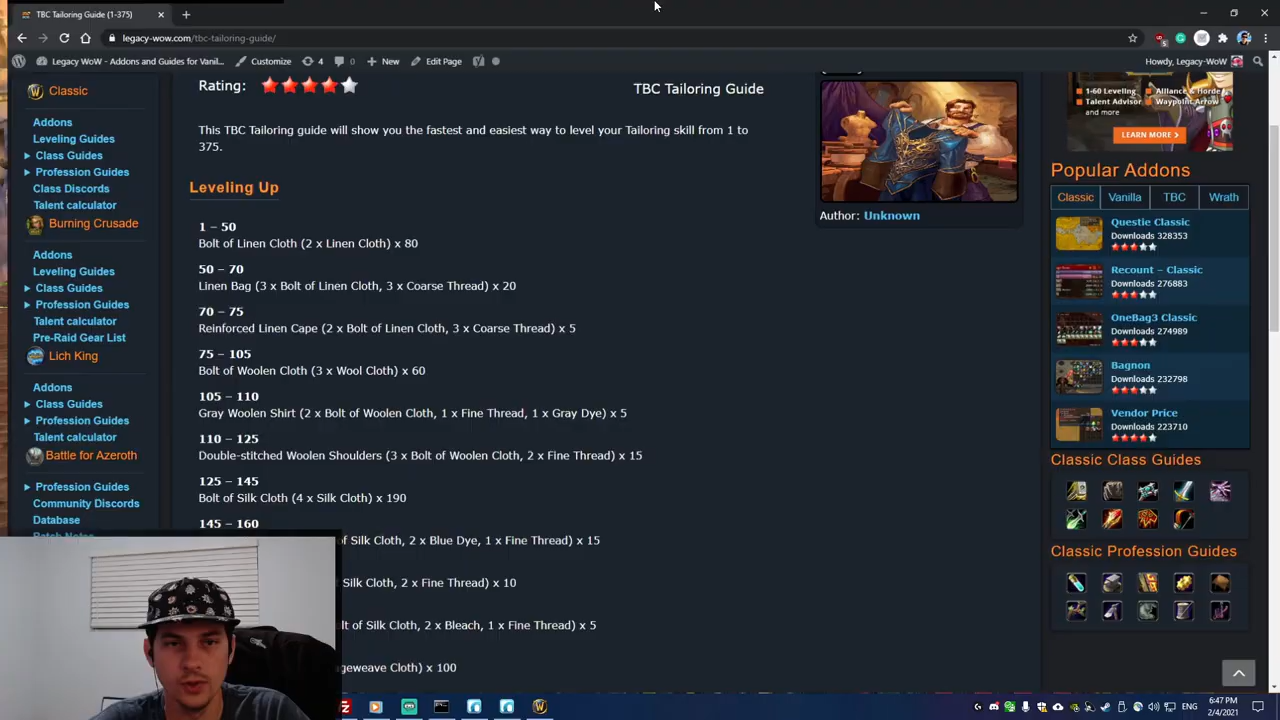 TBC Tailoring Guide (1-375)
legacy-wow.com/tbc-tailoring-guide/
5
Legacy WoW - Addons and Guides for Vanil...
Customize
4
0
New
Edit Page
Howdy, Legacy-WoW
Classic
Addons
Leveling Guides
Class Guides
Profession Guides
Class Discords
Talent calculator
Burning Crusade
Addons
Leveling Guides
Class Guides
Profession Guides
Talent calculator
Pre-Raid Gear List
Lich King
Addons
Class Guides
Profession Guides
Talent calculator
Battle for Azeroth
Profession Guides
Community Discords
Database
Patch Notes
Rating:
TBC Tailoring Guide
This TBC Tailoring guide will show you the fastest and easiest way to level your Tailoring skill from 1 to
375.
Leveling Up
1 – 50
Bolt of Linen Cloth (2 x Linen Cloth) x 80
50 – 70
Linen Bag (3 x Bolt of Linen Cloth, 3 x Coarse Thread) x 20
70 – 75
Reinforced Linen Cape (2 x Bolt of Linen Cloth, 3 x Coarse Thread) x 5
75 – 105
Bolt of Woolen Cloth (3 x Wool Cloth) x 60
105 – 110
Gray Woolen Shirt (2 x Bolt of Woolen Cloth, 1 x Fine Thread, 1 x Gray Dye) x 5
110 – 125
Double-stitched Woolen Shoulders (3 x Bolt of Woolen Cloth, 2 x Fine Thread) x 15
125 – 145
Bolt of Silk Cloth (4 x Silk Cloth) x 190
145 – 160
of Silk Cloth, 2 x Blue Dye, 1 x Fine Thread) x 15
Silk Cloth, 2 x Fine Thread) x 10
lt of Silk Cloth, 2 x Bleach, 1 x Fine Thread) x 5
geweave Cloth) x 100
Author: Unknown
1-60 Leveling
Alliance & Horde
Talent Advisor
Waypoint Arrow
and more
LEARN MORE
Popular Addons
Classic
Vanilla
TBC
Wrath
Questie Classic
Downloads 328353
Recount – Classic
Downloads 276883
OneBag3 Classic
Downloads 274989
Bagnon
Downloads 232798
Vendor Price
Downloads 223710
Classic Class Guides
Classic Profession Guides
ENG
6:47 PM
2/4/2021